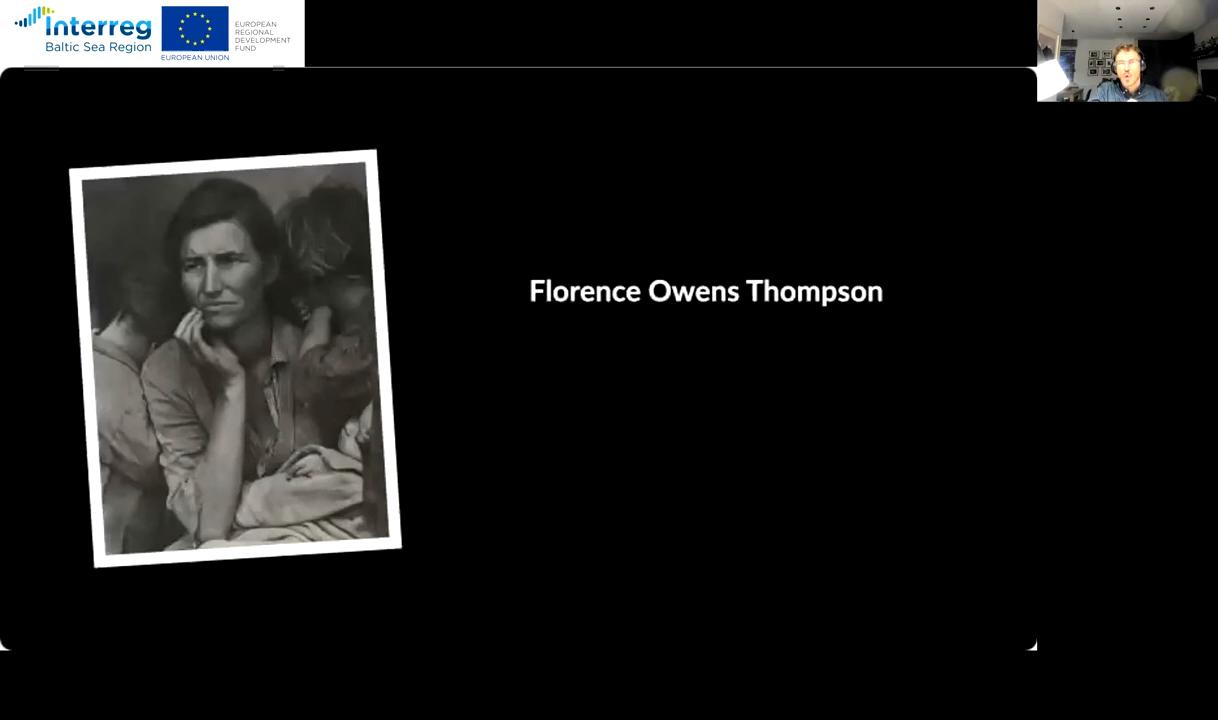 Interreg
Baltic Sea Region
EUROPEAN UNION
EUROPEAN
REGIONAL
DEVELOPMENT
FUND
Florence Owens Thompson